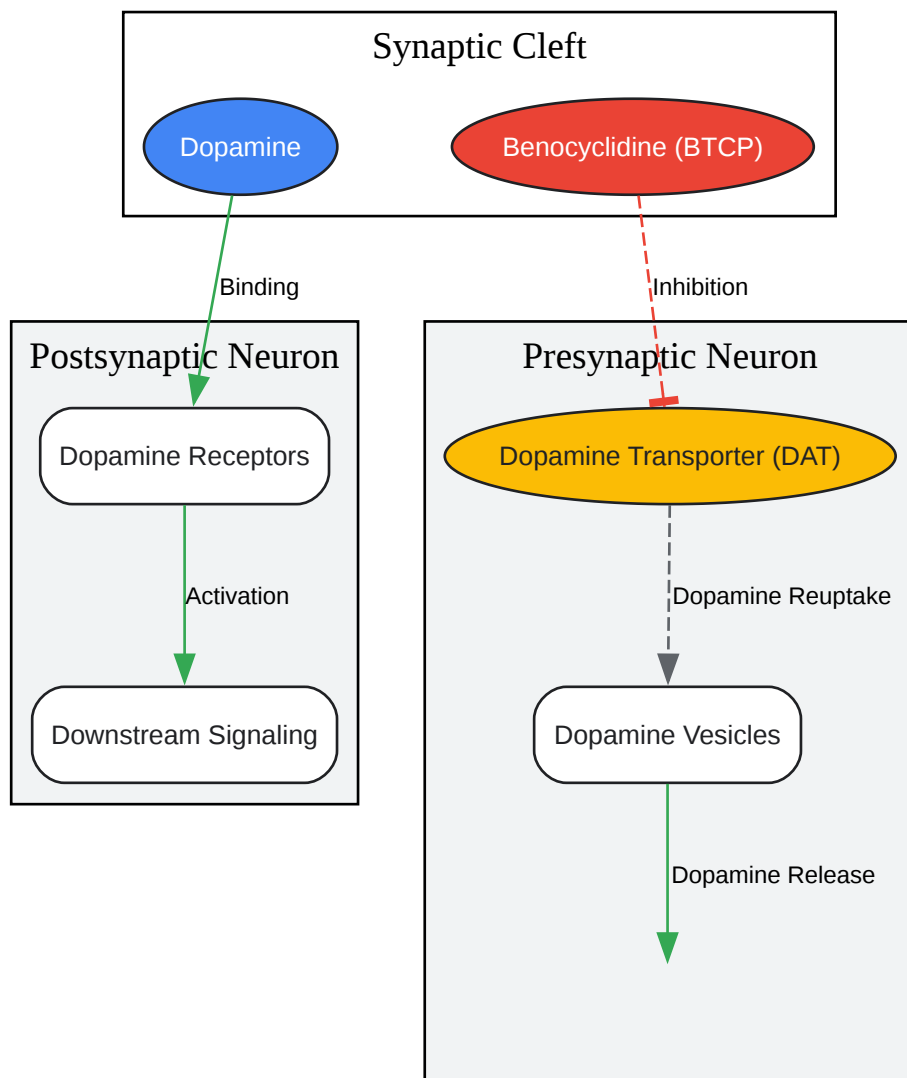 Synaptic Cleft
Dopamine
Benocyclidine (BTCP)
Binding
Inhibition
Postsynaptic Neuron
Presynaptic Neuron
Dopamine Receptors
Dopamine Transporter (DAT)
Activation
Dopamine Reuptake
Downstream Signaling
Dopamine Vesicles
Dopamine Release